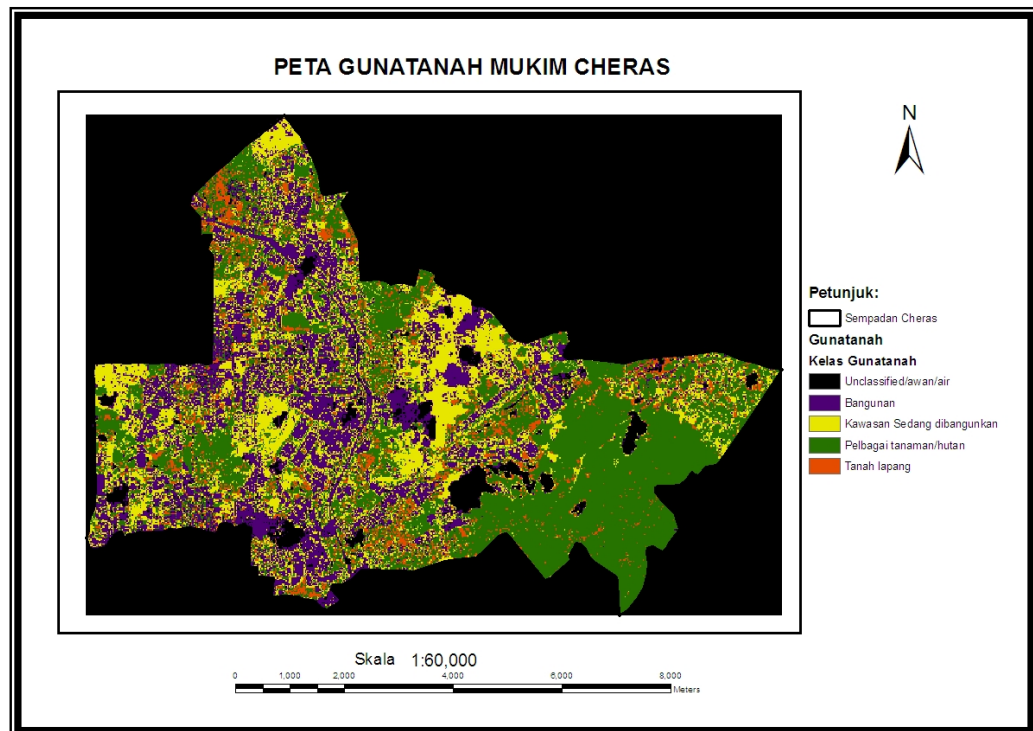 PETA GUNATANAH MUKIM CHERAS
N
Petunjuk:
Sempadan Cheras
Gunatanah
Kelas Gunatanah
Unclassified/awan/air
Bangunan
Kawasan Sedang dibangunkan
Pelbagai tanaman/hutan
Tanah lapang
Skala 1:60,000
0 1,000 2,000 4,000 6,000 8,000
Meters